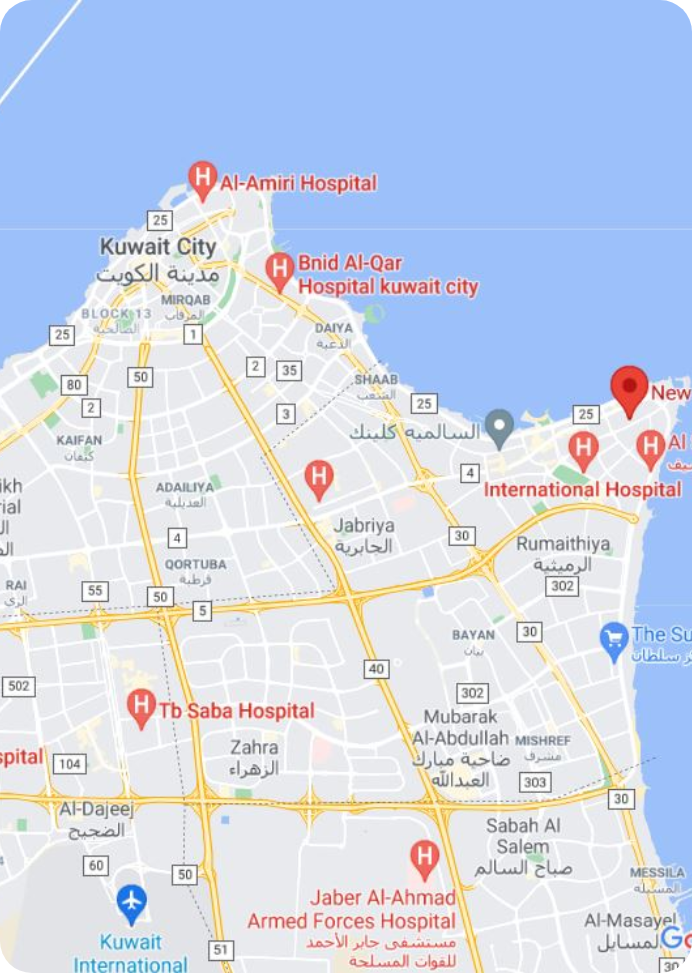 Al-Amiri Hospital
25
Kuwait City
مدينة الكويت
Bnid Al-Qar
Hospital kuwait city
MIRQAB
المرقاب
BLOCK 13
الصالحية
DAIYA
الدعية
25
1
2
35
50
80
SHAAB
الشعب
2
3
25
25
New
السالميه كلينك
KAIFAN
كيفان
Al
يف
4
International Hospital
ikh
rial
ADAILIYA
العديلية
Jabriya
الجابرية
4
30
Rumaithiya
الرميثية
QORTUBA
قرطبة
302
RAI
الري
55
50
5
BAYAN
بيان
30
The Su
ز سلطان
40
502
302
Tb Saba Hospital
Mubarak
Al-Abdullah
ضاحية مبارك
العبدالله
MISHREF
مشرف
Zahra
الزهراء
spital
104
303
30
Al-Dajeej
الضجيج
Sabah Al
Salem
صباح السالم
60
50
MESSILA
المسيلة
Jaber Al-Ahmad
Armed Forces Hospital
مستشفى جابر الأحمد
للقوات المسلحة
Al-Masayel
المسايل
Go
Kuwait
International
51
30